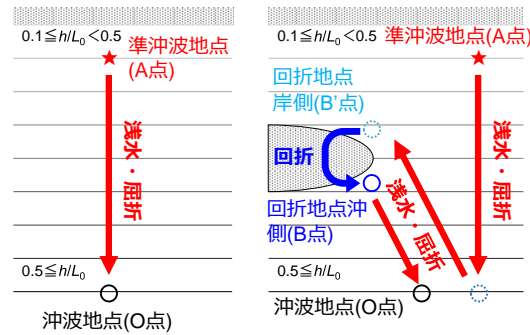 0.1≦h/L₀<0.5
準沖波地点
(A点)
浅水・屈折
0.5≦h/L₀
沖波地点(O点)
0.1≦h/L₀<0.5
準沖波地点(A点)
回折地点
岸側(B'点)
回折
回折地点沖
側(B点)
浅水・屈折
浅水・屈折
0.5≦h/L₀
沖波地点(O点)